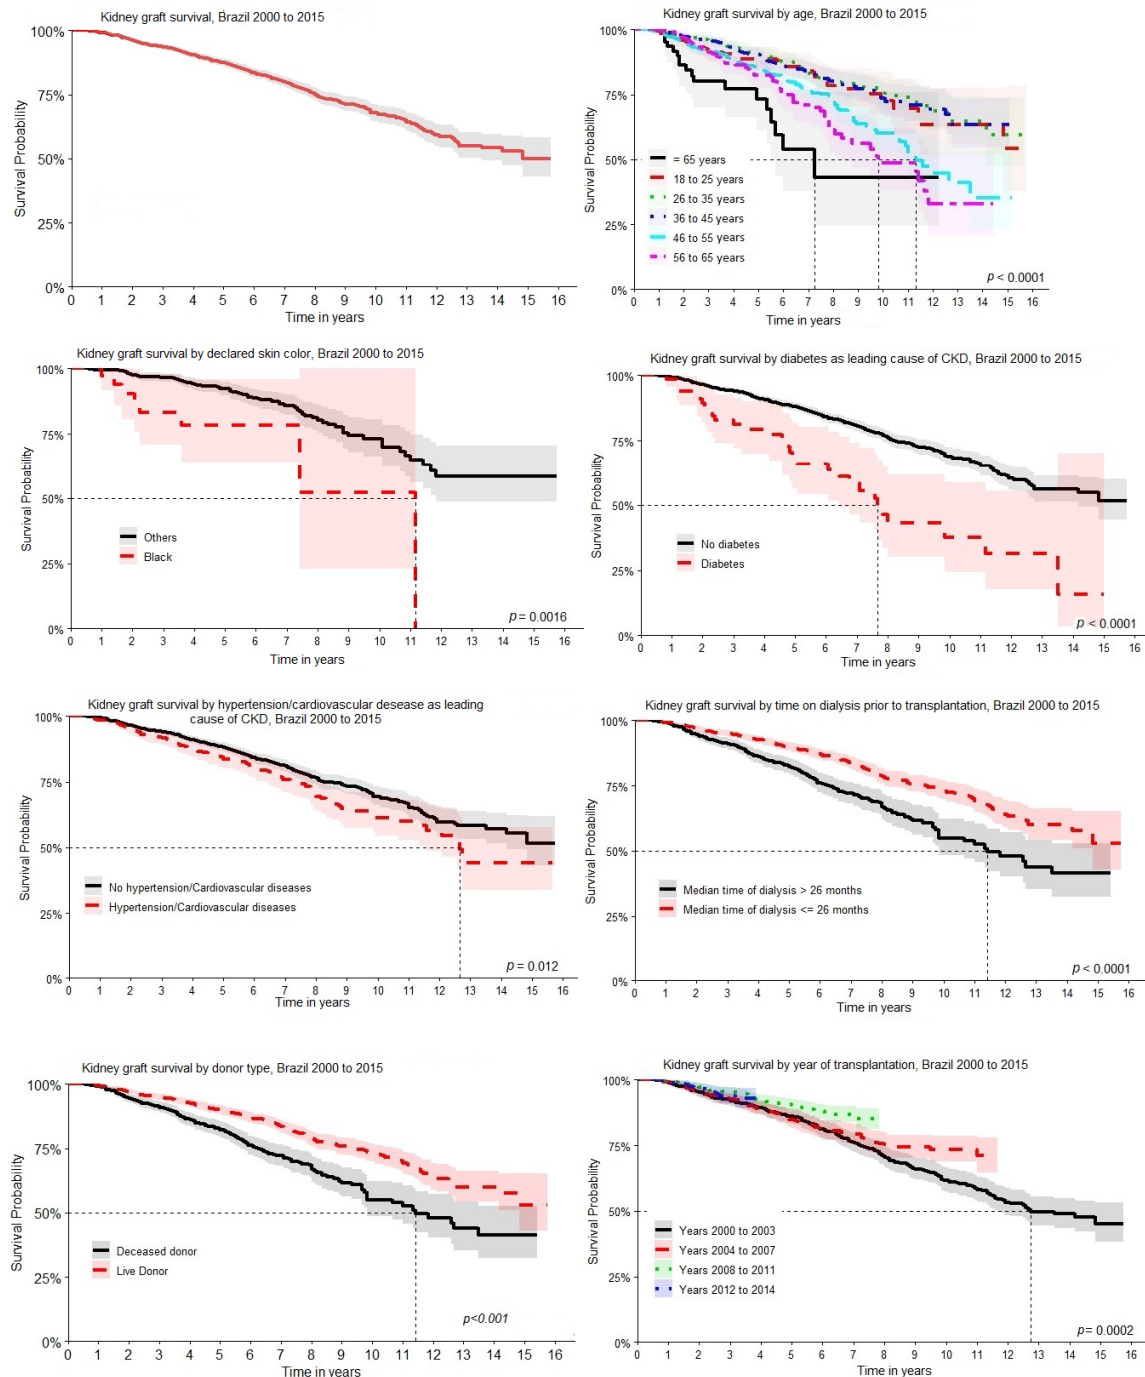 Kidney graft survival, Brazil 2000 to 2015
100%
75%
50%
25%
0%
Survival Probability
0 1 2 3 4 5 6 7 8 9 10 11 12 13 14 15 16
Time in years
Kidney graft survival by age, Brazil 2000 to 2015
100%
75%
50%
25%
0%
Survival Probability
= 65 years
18 to 25 years
26 to 35 years
36 to 45 years
46 to 55 years
56 to 65 years
p < 0.0001
0 1 2 3 4 5 6 7 8 9 10 11 12 13 14 15 16
Time in years
Kidney graft survival by declared skin color, Brazil 2000 to 2015
100%
75%
50%
25%
0%
Survival Probability
Others
Black
p = 0.0016
0 1 2 3 4 5 6 7 8 9 10 11 12 13 14 15 16
Time in years
Kidney graft survival by diabetes as leading cause of CKD, Brazil 2000 to 2015
100%
75%
50%
25%
0%
Survival Probability
No diabetes
Diabetes
p < 0.0001
0 1 2 3 4 5 6 7 8 9 10 11 12 13 14 15 16
Time in years
Kidney graft survival by hypertension/cardiovascular disease as leading
cause of CKD, Brazil 2000 to 2015
100%
75%
50%
25%
0%
Survival Probability
No hypertension/Cardiovascular diseases
Hypertension/Cardiovascular diseases
p = 0.012
0 1 2 3 4 5 6 7 8 9 10 11 12 13 14 15 16
Time in years
Kidney graft survival by time on dialysis prior to transplantation, Brazil 2000 to 2015
100%
75%
50%
25%
0%
Survival Probability
Median time of dialysis > 26 months
Median time of dialysis <= 26 months
p < 0.0001
0 1 2 3 4 5 6 7 8 9 10 11 12 13 14 15 16
Time in years
Kidney graft survival by donor type, Brazil 2000 to 2015
100%
75%
50%
25%
0%
Survival Probability
Deceased donor
Live Donor
p<0.001
0 1 2 3 4 5 6 7 8 9 10 11 12 13 14 15 16
Time in years
Kidney graft survival by year of transplantation, Brazil 2000 to 2015
100%
75%
50%
25%
0%
Survival Probability
Years 2000 to 2003
Years 2004 to 2007
Years 2008 to 2011
Years 2012 to 2014
p = 0.0002
0 1 2 3 4 5 6 7 8 9 10 11 12 13 14 15 16
Time in years